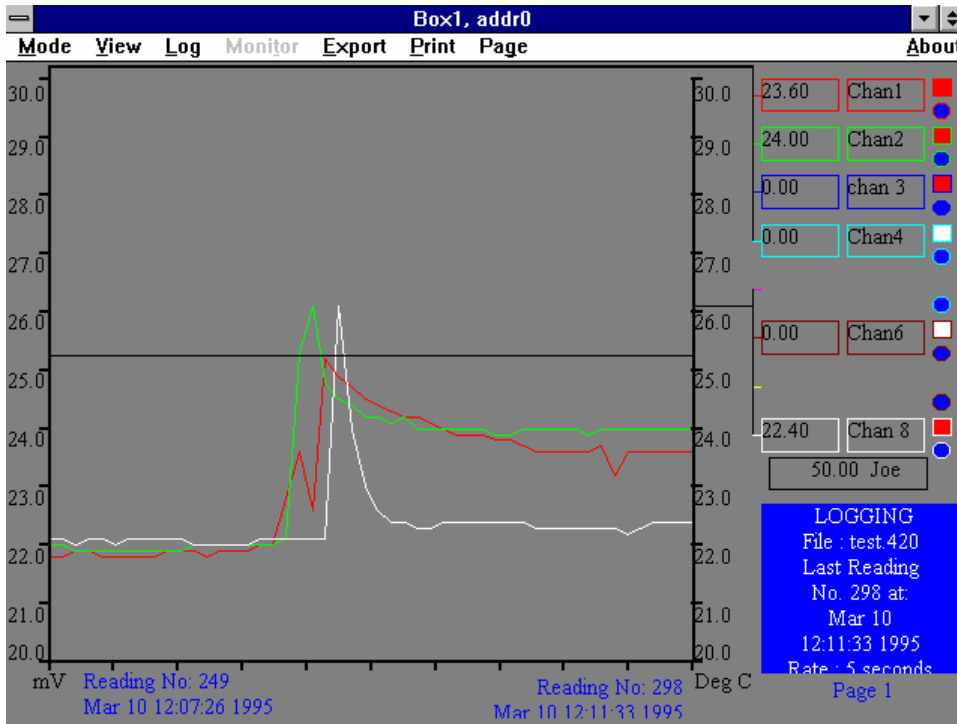 Box1, addr0
Mode View Log Monitor Export Print Page About
30.0
29.0
28.0
27.0
26.0
25.0
24.0
23.0
22.0
21.0
20.0
mV
30.0
29.0
28.0
27.0
26.0
25.0
24.0
23.0
22.0
21.0
20.0
Deg C
Reading No: 249
Mar 10 12:07:26 1995
Reading No: 298
Mar 10 12:11:33 1995
23.60 Chan1
24.00 Chan2
0.00 chan 3
0.00 Chan4
0.00 Chan6
22.40 Chan 8
50.00 Joe
LOGGING
File : test.420
Last Reading
No. 298 at:
Mar 10
12:11:33 1995
Rate : 5 seconds
Page 1